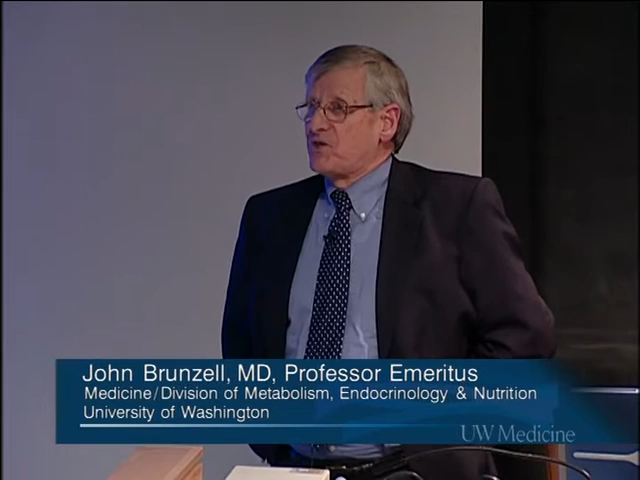 John Brunzell, MD, Professor Emeritus
Medicine/Division of Metabolism, Endocrinology & Nutrition
University of Washington
UW Medicine